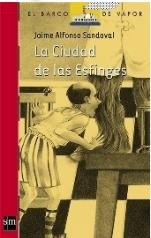 EL BARCO DE VAPOR
Jaime Alfonso Sandoval
La Ciudad
de las Esfinges
sm